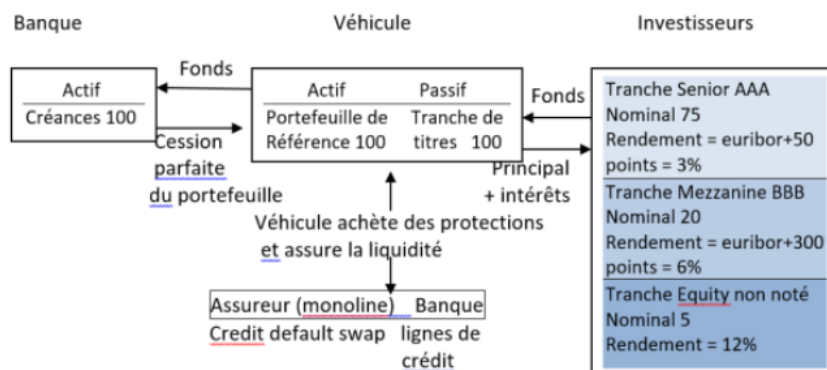 Banque
Véhicule
Investisseurs
Actif
Créances 100
Fonds
Cession
parfaite
du portefeuille
Actif Passif
Portefeuille de Tranche de
Référence 100 titres 100
Fonds
Principal
+ intérêts
Véhicule achète des protections
et assure la liquidité
Assureur (monoline) Banque
Credit default swap lignes de
crédit
Tranche Senior AAA
Nominal 75
Rendement = euribor+50
points = 3%
Tranche Mezzanine BBB
Nominal 20
Rendement = euribor+300
points = 6%
Tranche Equity non noté
Nominal 5
Rendement = 12%